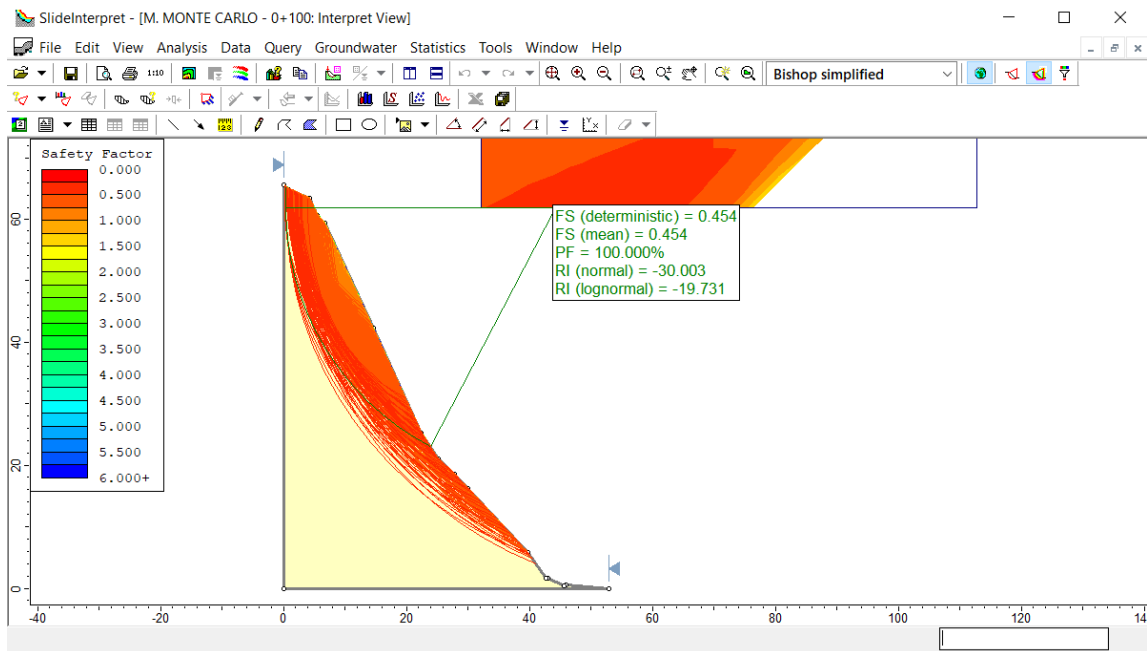 SlideInterpret - [M. MONTE CARLO - 0+100: Interpret View]
File Edit View Analysis Data Query Groundwater Statistics Tools Window Help
1:10
Bishop simplified
123
Safety Factor
0.000
0.500
1.000
1.500
2.000
2.500
3.000
3.500
4.000
4.500
5.000
5.500
6.000+
FS (deterministic) = 0.454
FS (mean) = 0.454
PF = 100.000%
RI (normal) = -30.003
RI (lognormal) = -19.731
60
40
20
0
-40 -20 0 20 40 60 80 100 120 14